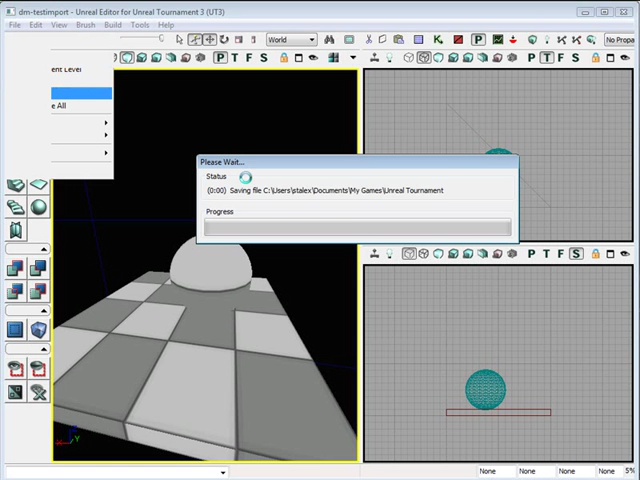 dm-testimport - Unreal Editor for Unreal Tournament 3 (UT3)
File Edit View Brush Build Tools Help
World
No Propa
ent Level
e All
P T F S
P T F S
Please Wait...
Status
(0:00) Saving file C:\Users\stalex\Documents\My Games\Unreal Tournament
Progress
P T F S
X Y
None None None None 5%